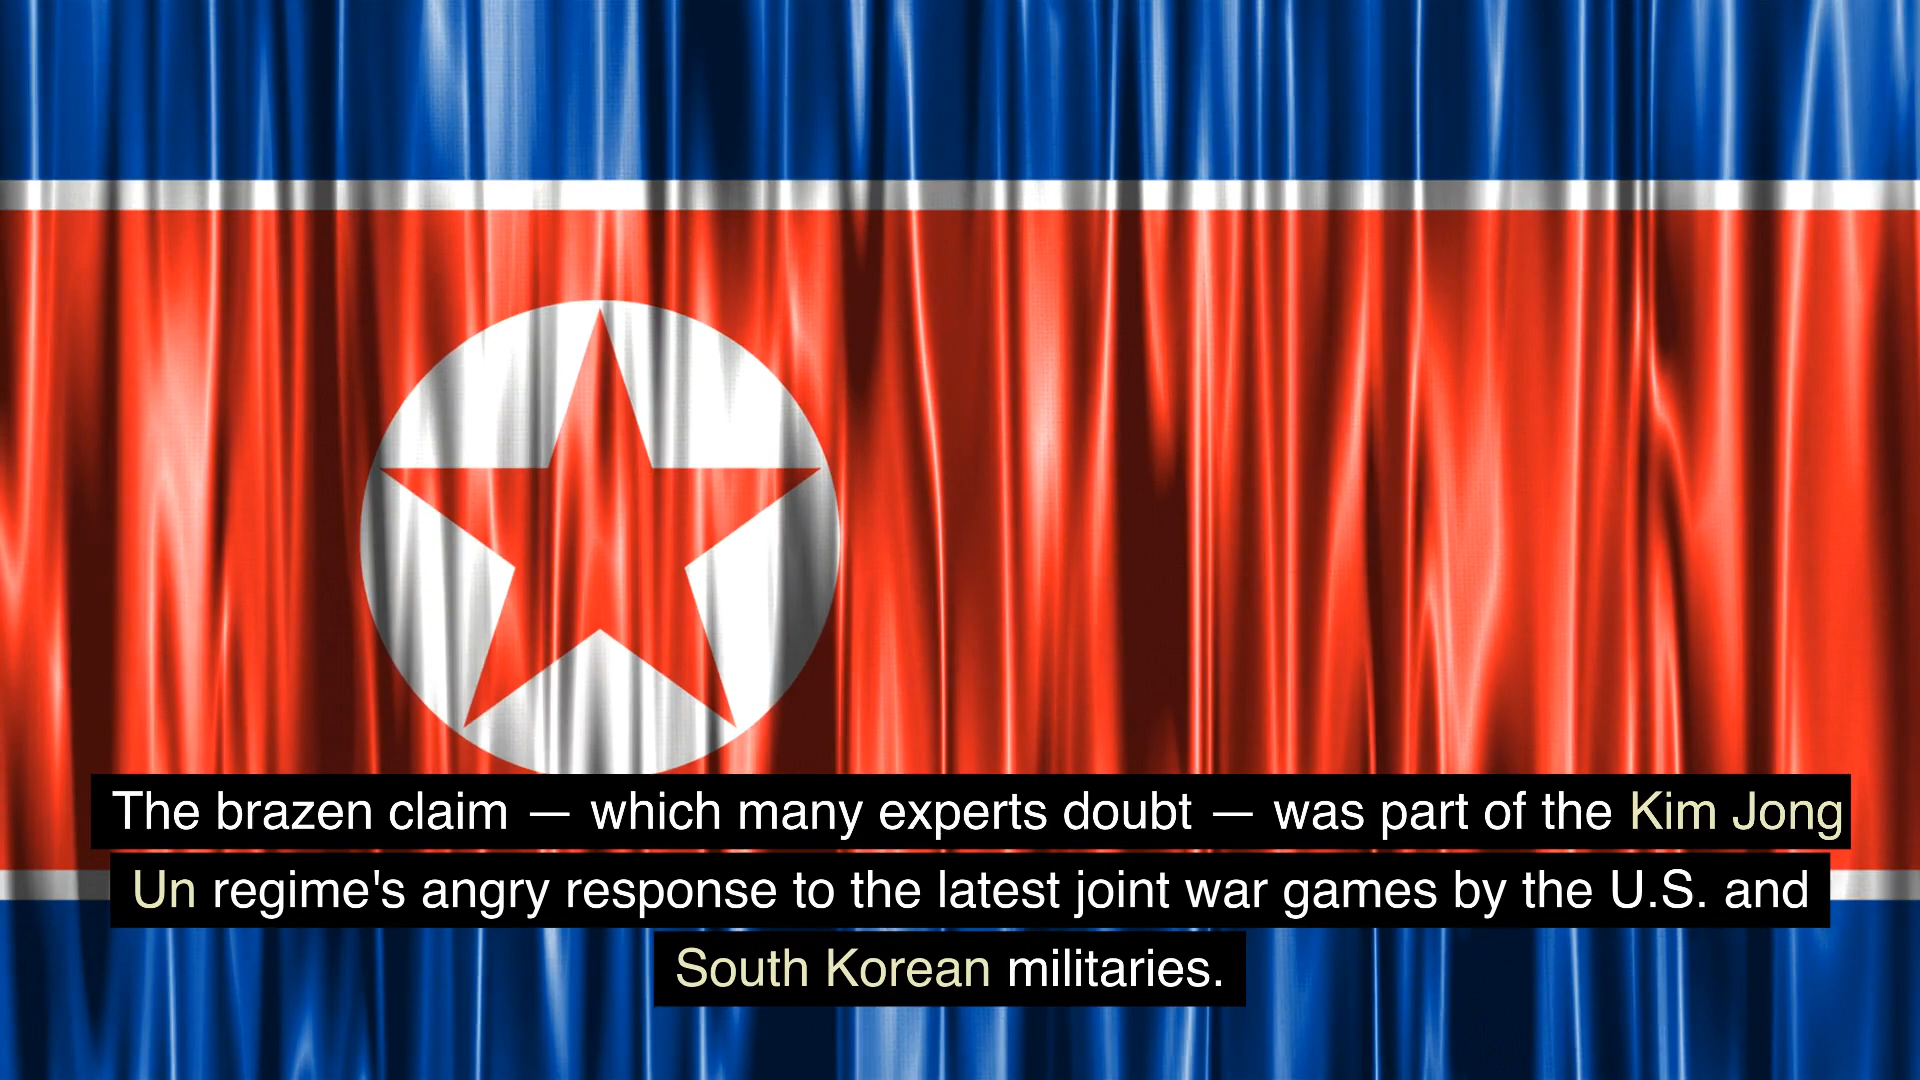 The brazen claim — which many experts doubt — was part of the Kim Jong
Un regime's angry response to the latest joint war games by the U.S. and
South Korean militaries.